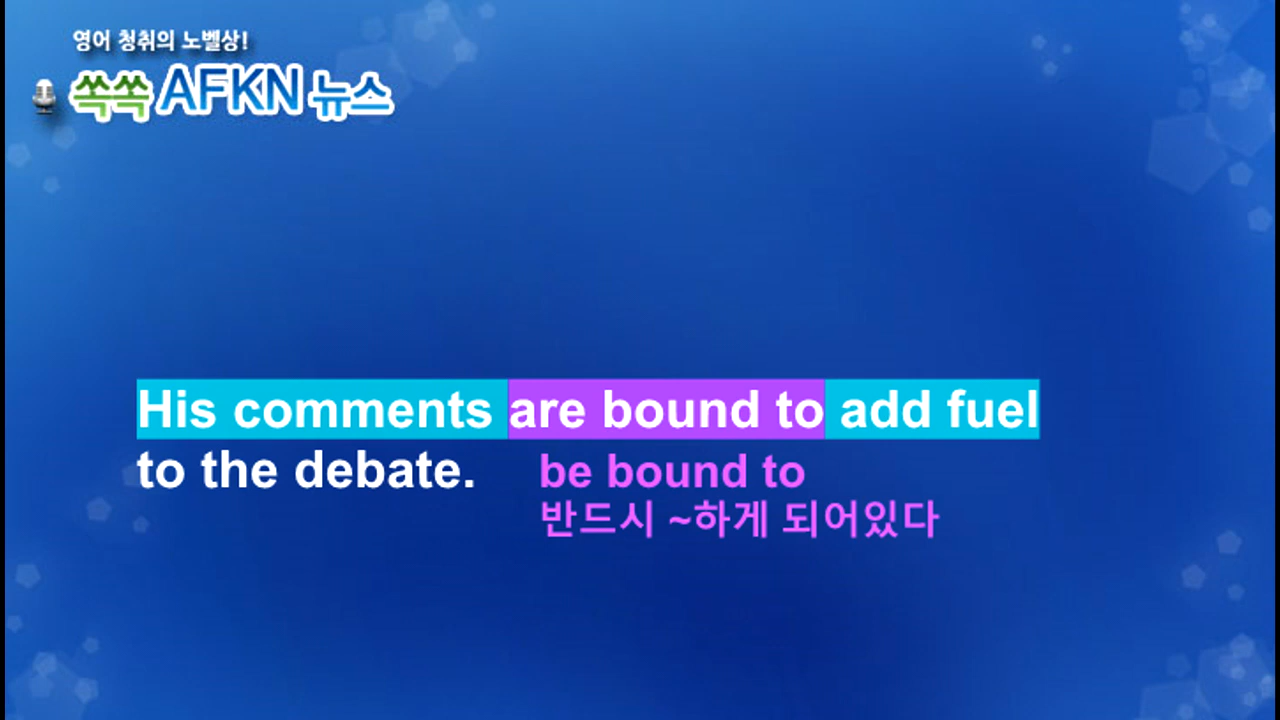 영어 청취의 노벨상!
쏙쏙 AFKN 뉴스
His comments are bound to add fuel
to the debate. be bound to
반드시 ~하게 되어있다